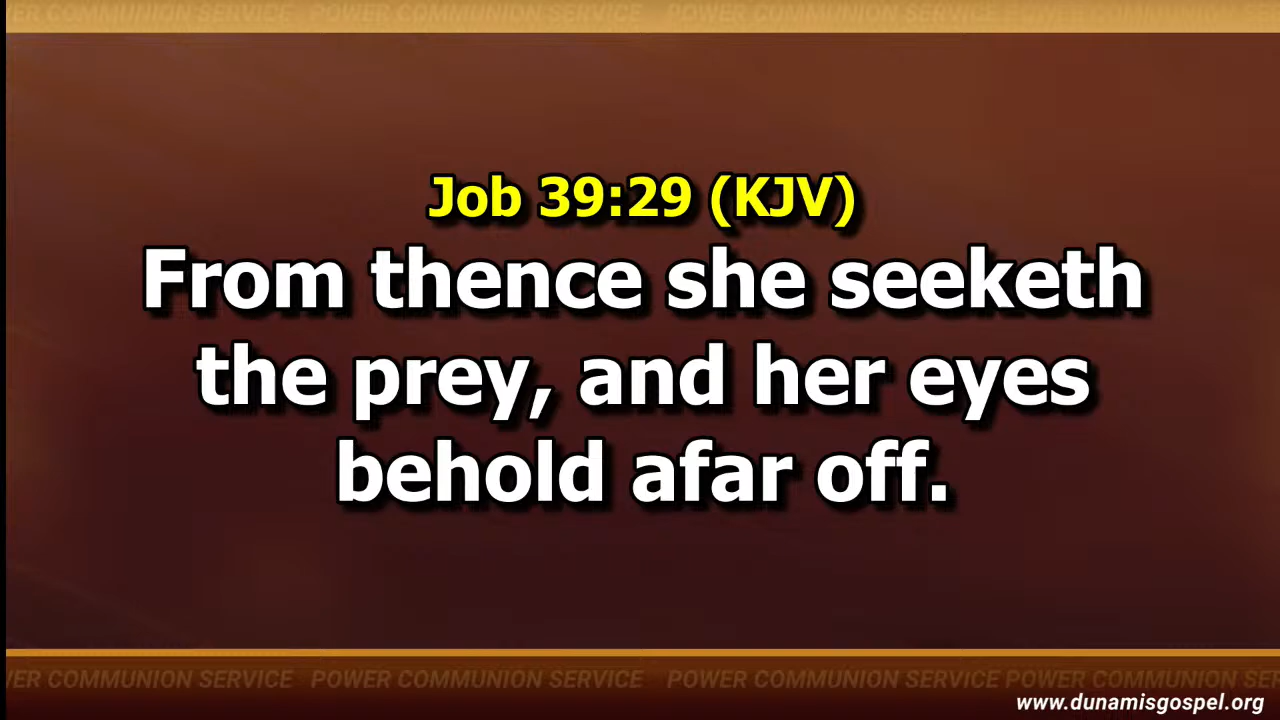 POWER COMMUNION SERVICE POWER COMMUNION SERVICE POWER COMMUNION SERVICE
Job 39:29 (KJV)
From thence she seeketh
the prey, and her eyes
behold afar off.
ER COMMUNION SERVICE POWER COMMUNION SERVICE POWER COMMUNION SERVICE
www.dunamisgospel.org